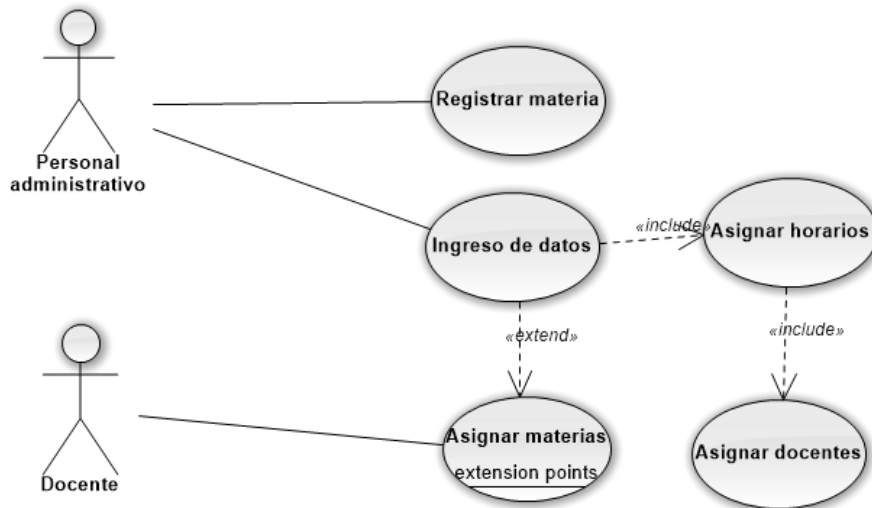 Registrar materia
Personal
administrativo
Ingreso de datos
«include»
Asignar horarios
«extend»
«include»
Docente
Asignar materias
extension points
Asignar docentes